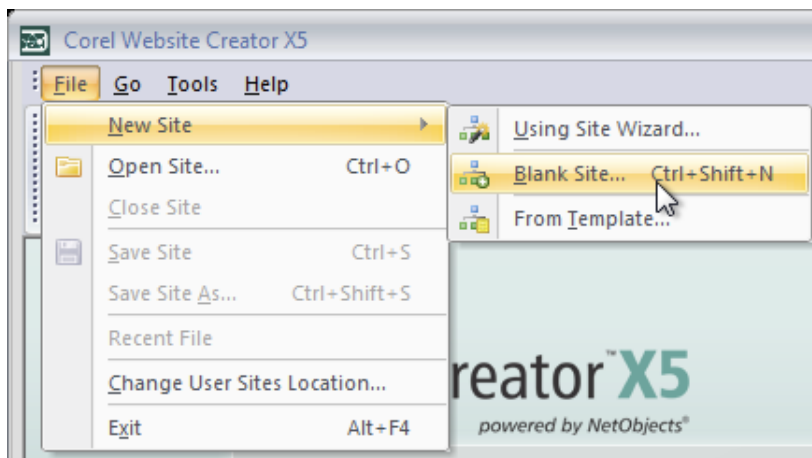 Corel Website Creator X5
File Go Tools Help
New Site
Open Site... Ctrl+O
Close Site
Save Site Ctrl+S
Save Site As... Ctrl+Shift+S
Recent File
Change User Sites Location...
Exit Alt+F4
Using Site Wizard...
Blank Site... Ctrl+Shift+N
From Template...
reator™X5
powered by NetObjects®